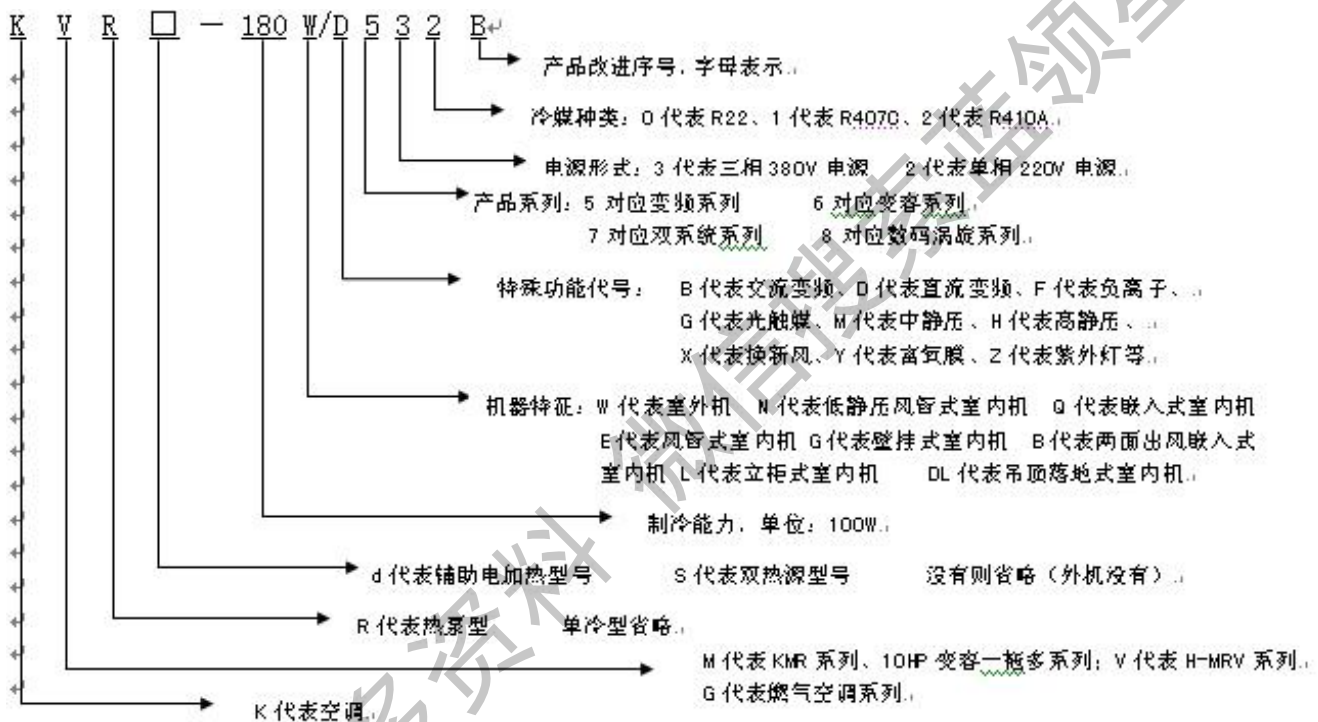 K V R □ － 180 W/D 5 3 2 B
产品改进序号，字母表示。
冷媒种类：0 代表 R22、1 代表 R407C、2 代表 R410A。
电源形式：3 代表三相 380V 电源 2 代表单相 220V 电源。
产品系列：5 对应变频系列 6 对应变容系列。
7 对应双系统系列 8 对应数码涡旋系列。
特殊功能代号： B 代表交流变频、D 代表直流变频、F 代表负离子、
G 代表光触媒、M 代表中静压、H 代表高静压、
X 代表换新风、Y 代表富氧膜、Z 代表紫外灯等。
机器特征：W 代表室外机 N 代表低静压风管式室内机 Q 代表嵌入式室内机
E 代表风管式室内机 G 代表壁挂式室内机 B 代表两面出风嵌入式
室内机 L 代表立柜式室内机 DL 代表吊顶落地式室内机。
制冷能力，单位：100W。
d 代表辅助电加热型号 S 代表双热源型号 没有则省略（外机没有）。
R 代表热泵型 单冷型省略。
M 代表 KMR 系列、10HP 变容一拖多系列；V 代表 H-MRV 系列。
G 代表燃气空调系列。
K 代表空调。
多资料 微信搜索蓝领